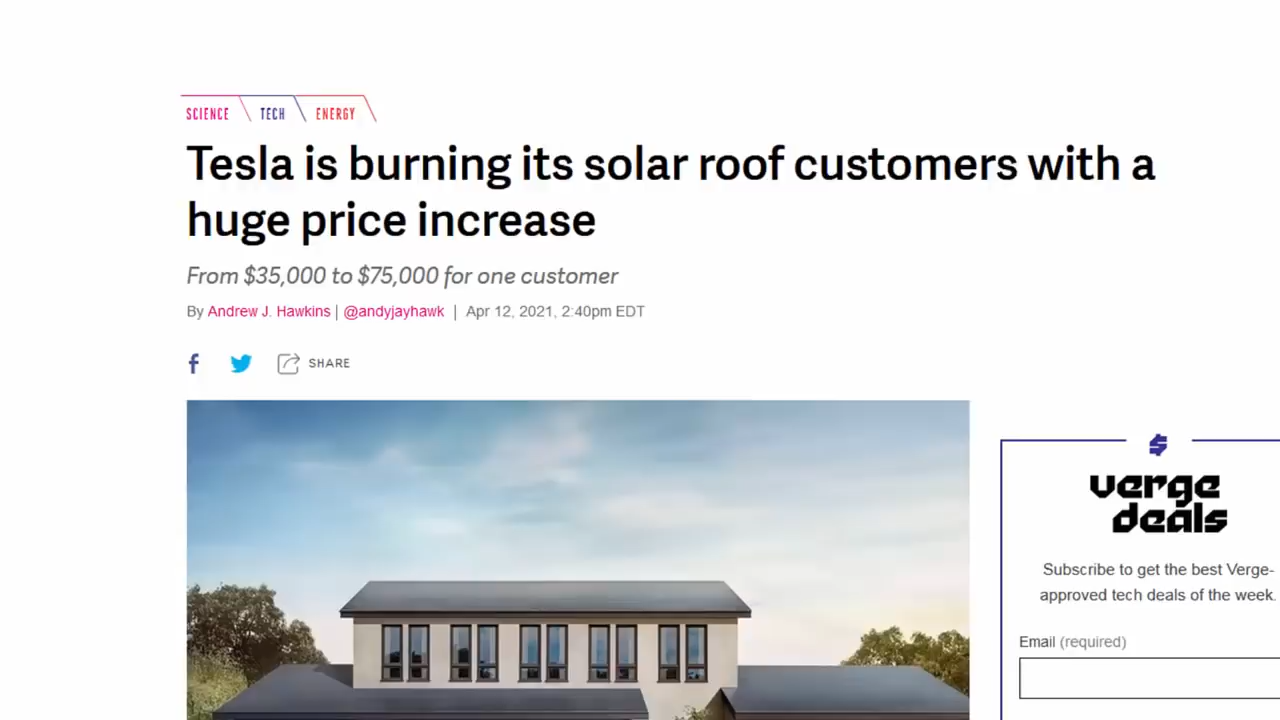 SCIENCE TECH ENERGY
Tesla is burning its solar roof customers with a
huge price increase
From $35,000 to $75,000 for one customer
By Andrew J. Hawkins | @andyjayhawk | Apr 12, 2021, 2:40pm EDT
SHARE
$
verge
deals
Subscribe to get the best Verge-
approved tech deals of the week.
Email (required)